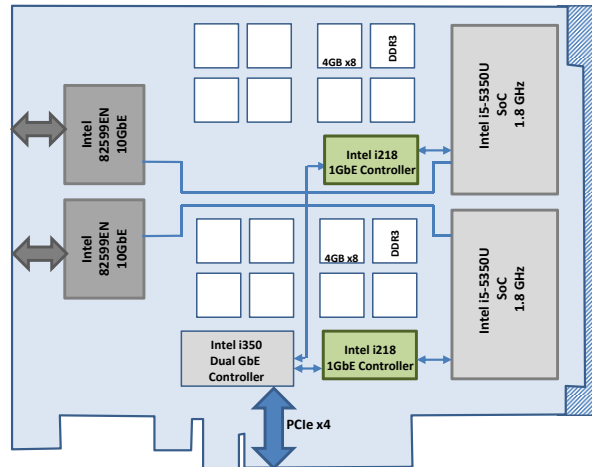 4GB x8
DDR3
Intel
82599EN
10GbE
Intel i218
1GbE Controller
Intel i5-5350U
SoC
1.8 GHz
Intel
82599EN
10GbE
4GB x8
DDR3
Intel i5-5350U
SoC
1.8 GHz
Intel i350
Dual GbE
Controller
Intel i218
1GbE Controller
PCIe x4